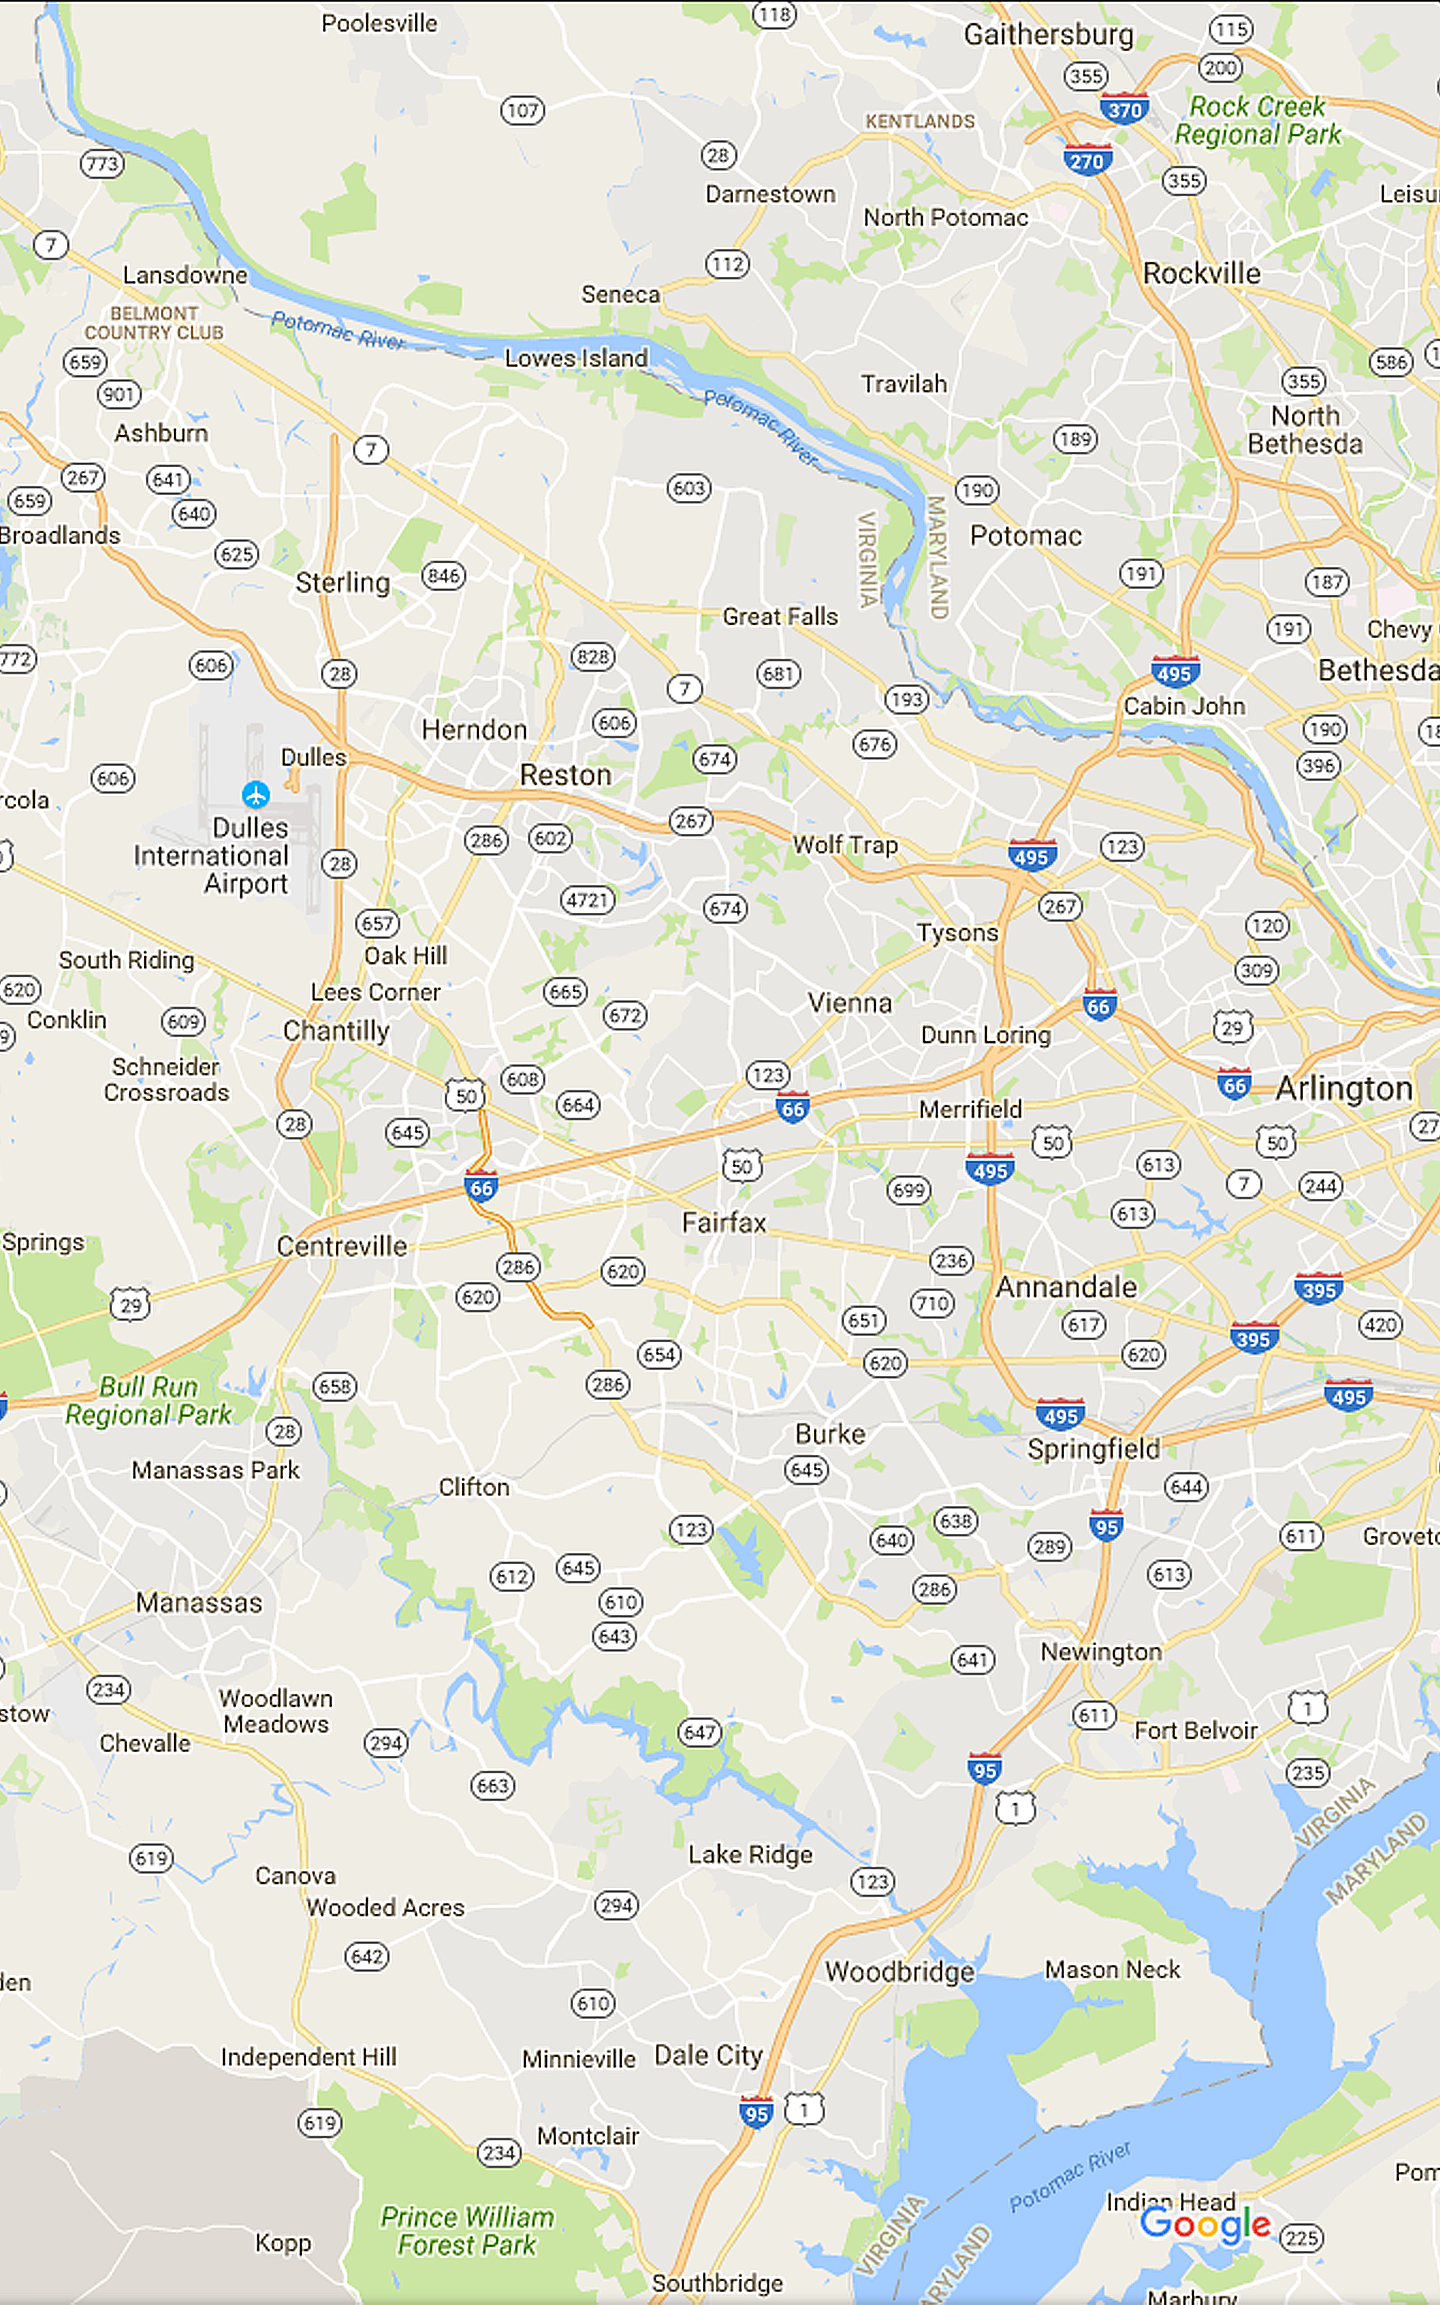 Poolesville
118
Gaithersburg
115
355
200
370
107
KENTLANDS
Rock Creek
Regional Park
28
270
773
355
Darnestown
Leisu
North Potomac
7
112
Rockville
Lansdowne
Seneca
BELMONT
COUNTRY CLUB
Potomac River
Lowes Island
659
586
355
901
Travilah
Potomac River
North
Bethesda
Ashburn
7
189
267
641
603
190
659
640
VIRGINIA
MARYLAND
Broadlands
Potomac
625
Sterling
846
191
187
Great Falls
191
Chevy
772
606
828
Bethesda
28
681
495
7
193
Cabin John
606
Herndon
190
676
Dulles
674
396
606
Reston
rcola
267
Dulles
International
Airport
286
602
Wolf Trap
495
123
28
4721
674
267
657
Tysons
120
Oak Hill
South Riding
309
620
Lees Corner
665
Vienna
66
Conklin
609
Chantilly
672
29
Dunn Loring
Schneider
Crossroads
608
123
66
Arlington
50
664
66
Merrifield
28
645
27
50
50
50
495
613
66
699
7
244
613
Fairfax
Springs
Centreville
236
286
620
Annandale
395
620
29
710
651
617
420
395
654
620
620
Bull Run
Regional Park
658
286
495
495
28
Burke
Springfield
Manassas Park
645
Clifton
644
123
638
95
640
289
611
Groveto
612
645
613
286
Manassas
610
643
Newington
641
234
Woodlawn
Meadows
stow
611
1
Chevalle
294
647
Fort Belvoir
95
235
663
1
VIRGINIA
MARYLAND
619
Lake Ridge
Canova
123
Wooded Acres
294
642
Woodbridge
Mason Neck
den
610
Independent Hill
Minnieville
Dale City
95
1
619
Montclair
234
Potomac River
Pom
Indian Head
Prince William
Forest Park
VIRGINIA
Google
225
Kopp
ARYLAND
Southbridge
Marbury